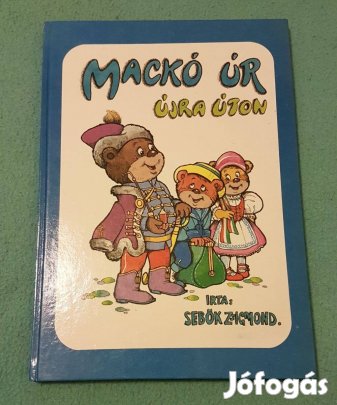 MACKÓ ÚR
ÚJRA ÚTON
IRTA:
SEBŐK ZSIGMOND.
Jófogás